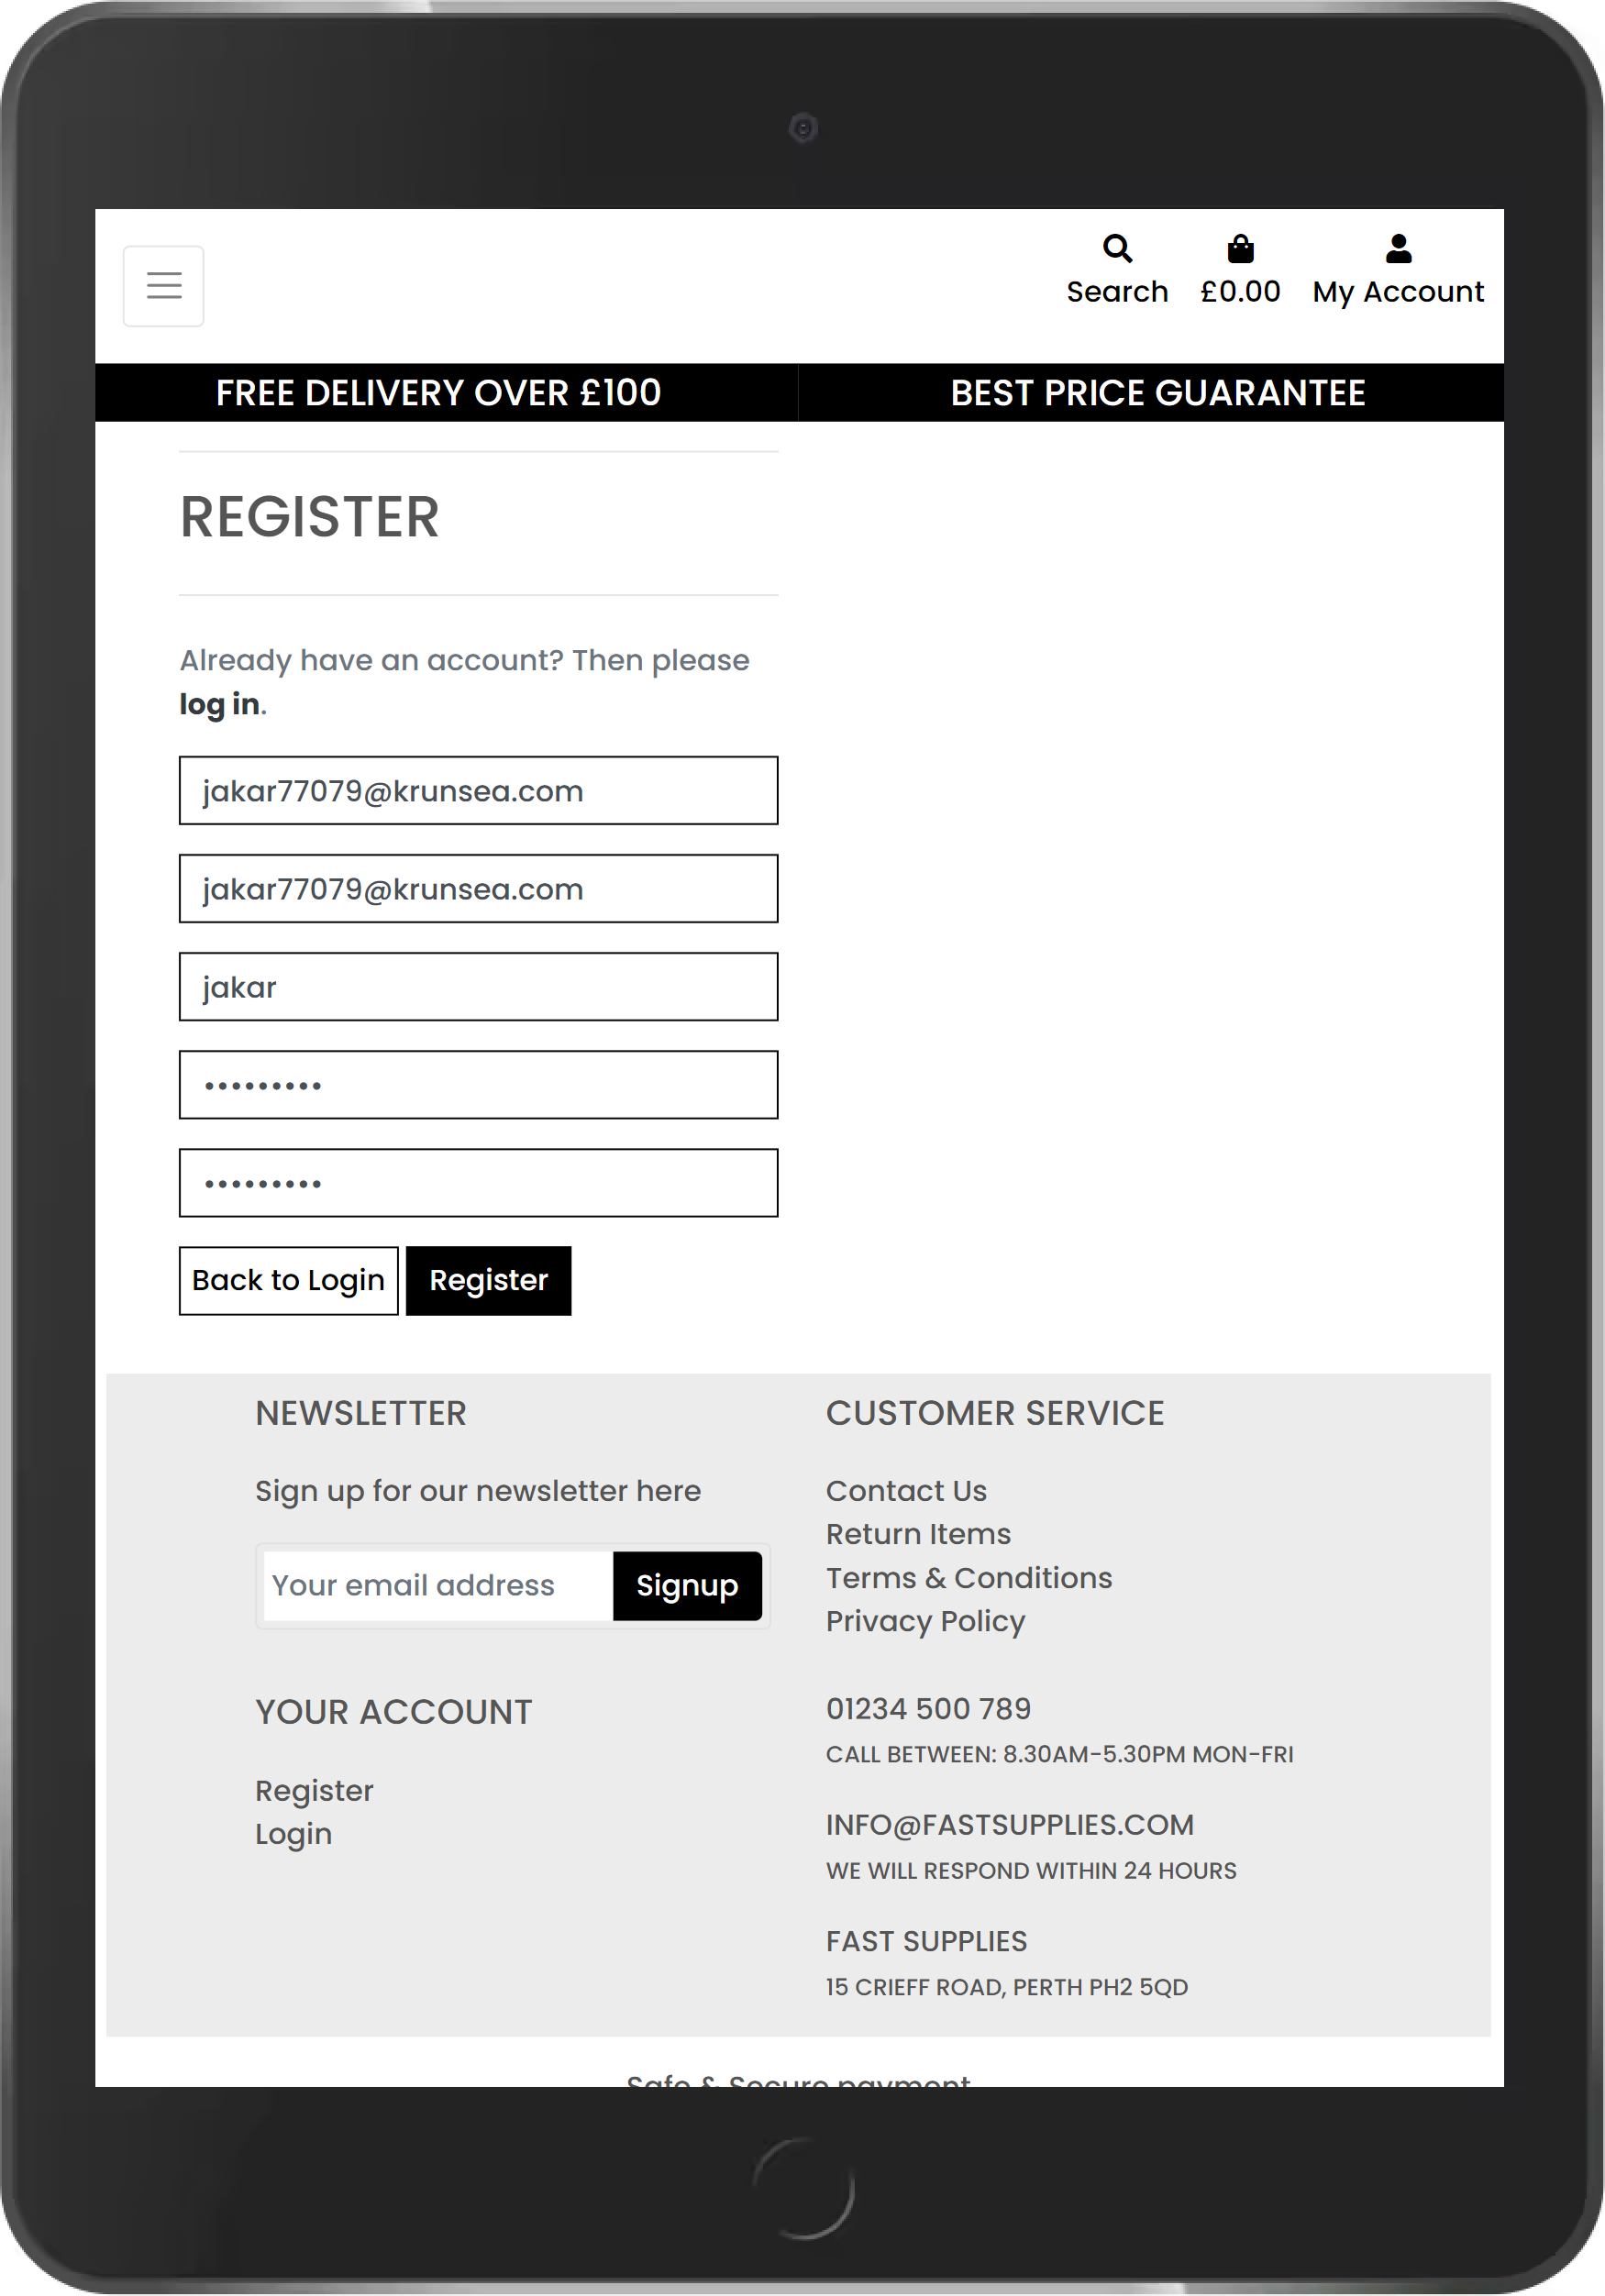 Search £0.00 My Account
FREE DELIVERY OVER £100 BEST PRICE GUARANTEE
REGISTER
Already have an account? Then please
log in.
jakar77079@krunsea.com
jakar77079@krunsea.com
jakar
•••••••••
•••••••••
Back to Login Register
NEWSLETTER
Sign up for our newsletter here
Your email address Signup
YOUR ACCOUNT
Register
Login
CUSTOMER SERVICE
Contact Us
Return Items
Terms & Conditions
Privacy Policy
01234 500 789
CALL BETWEEN: 8.30AM-5.30PM MON-FRI
INFO@FASTSUPPLIES.COM
WE WILL RESPOND WITHIN 24 HOURS
FAST SUPPLIES
15 CRIEFF ROAD, PERTH PH2 5QD
Safe & Secure payment